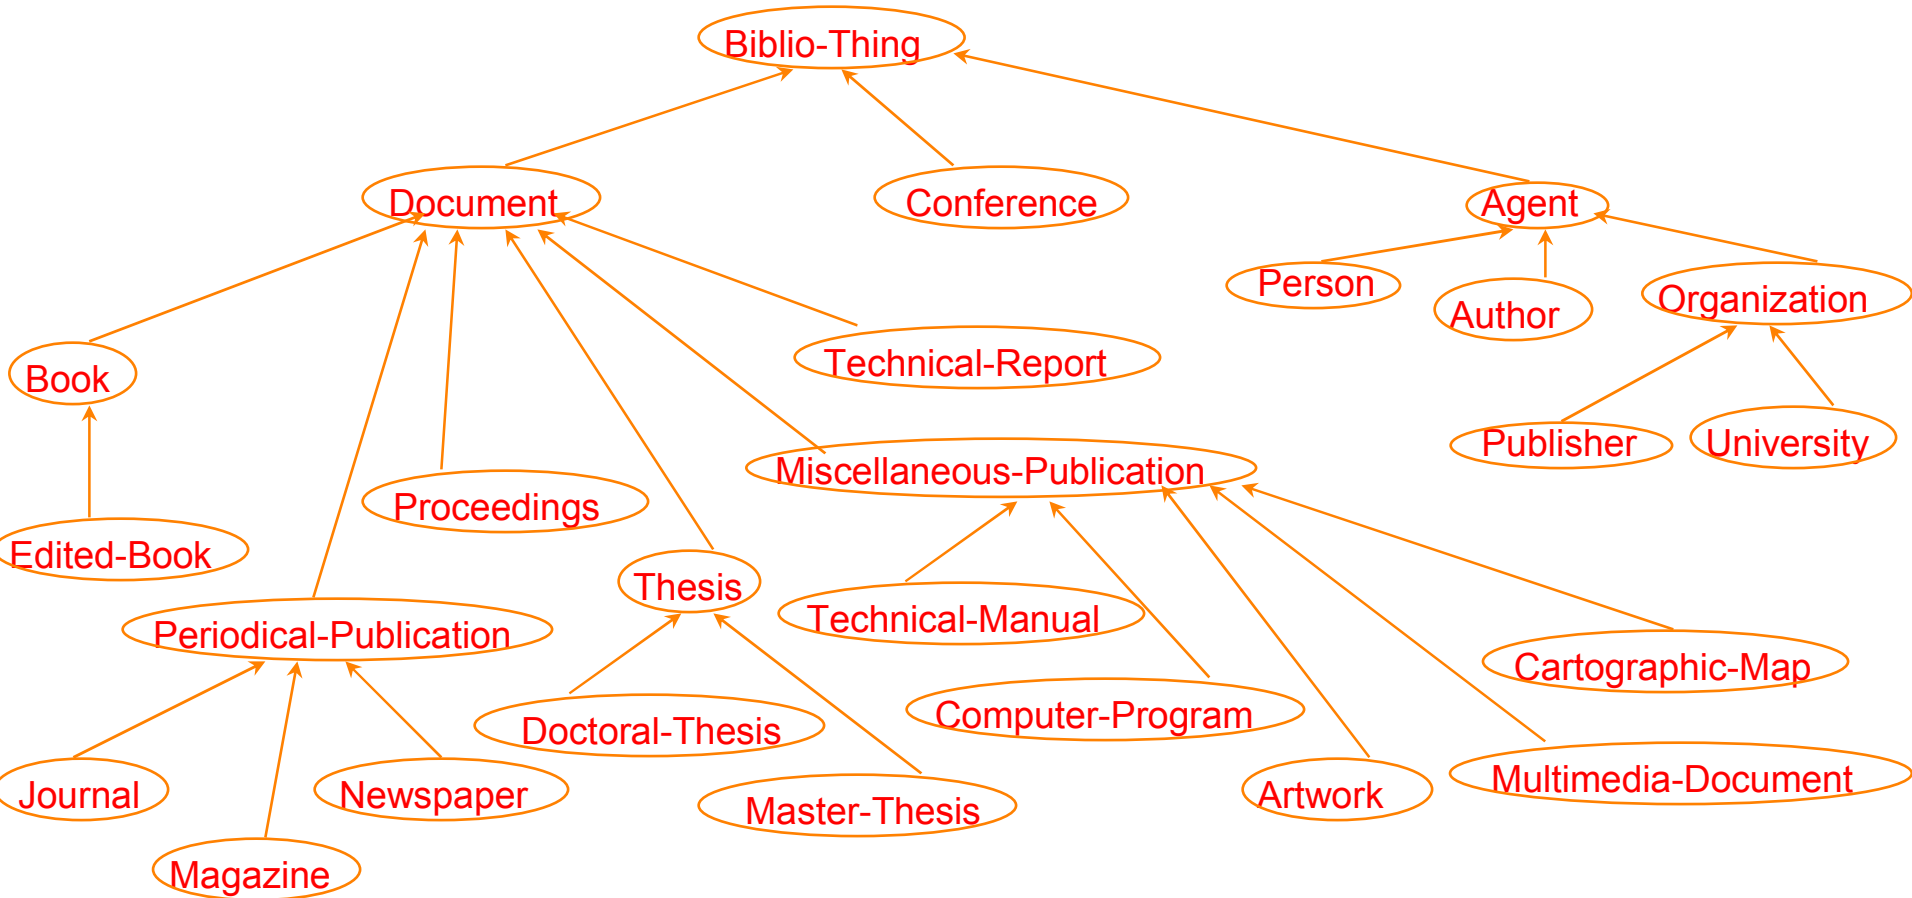 Biblio-Thing
Document
Conference
Agent
Person
Author
Organization
Book
Technical-Report
Publisher
University
Miscellaneous-Publication
Proceedings
Edited-Book
Thesis
Technical-Manual
Periodical-Publication
Cartographic-Map
Computer-Program
Doctoral-Thesis
Multimedia-Document
Journal
Newspaper
Artwork
Master-Thesis
Magazine